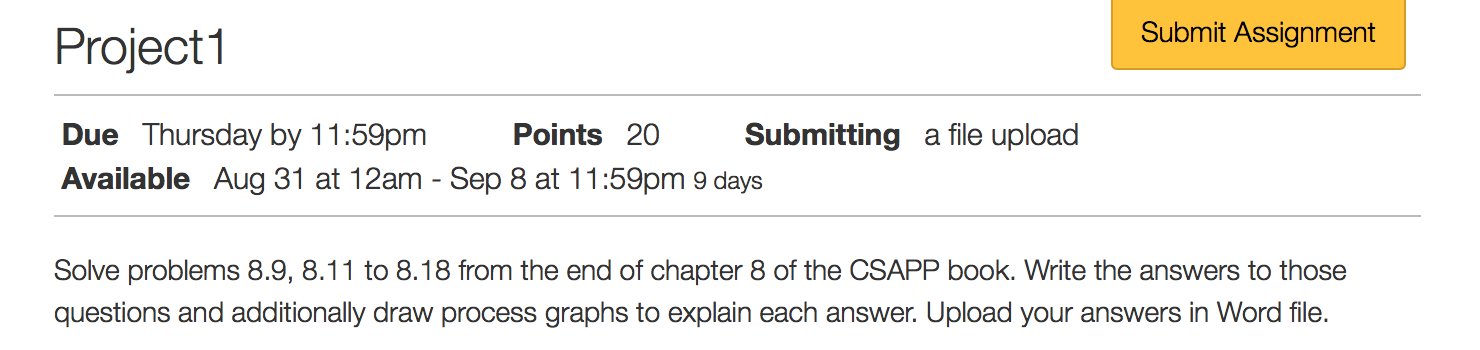 Submit Assignment
Project1
Due Thursday by 11:59pm Points 20 Submitting a file upload
Available Aug 31 at 12am - Sep 8 at 11:59pm 9 days
Solve problems 8.9, 8.11 to 8.18 from the end of chapter 8 of the CSAPP book. Write the answers to those
questions and additionally draw process graphs to explain each answer. Upload your answers in Word file.